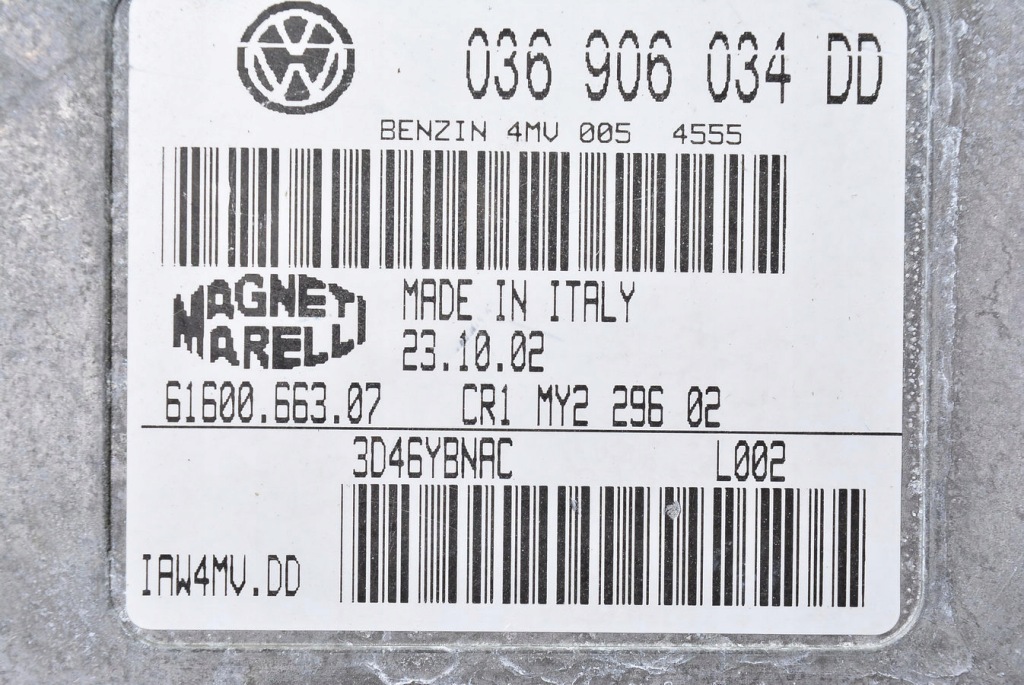 036 906 034 DD
BENZIN 4MV 005 4555
MAGNETI MARELLI
MADE IN ITALY
23.10.02
61600.663.07 CR1 MY2 296 02
3D46YBNAC L002
IAW4MV.DD